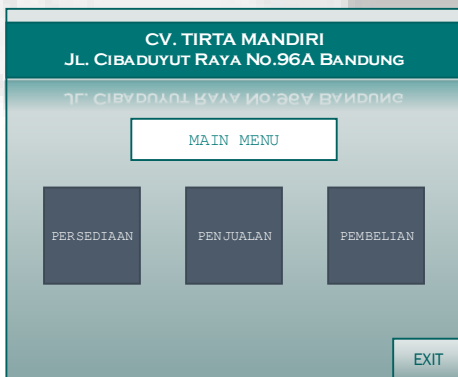 CV. TIRTA MANDIRI
JL. CIBADUYUT RAYA NO.96A BANDUNG
MAIN MENU
PERSEDIAAN PENJUALAN PEMBELIAN
EXIT